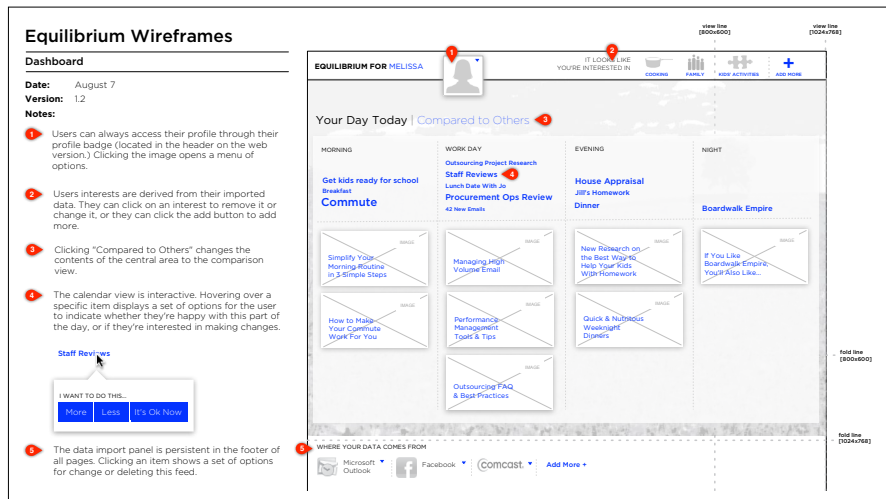 Equilibrium Wireframes
Dashboard
Date: August 7
Version: 1.2
Notes:
1 Users can always access their profile through their
profile badge (located in the header on the web
version.) Clicking the image opens a menu of
options.
2 Users interests are derived from their imported
data. They can click on an interest to remove it or
change it, or they can click the add button to add
more.
3 Clicking "Compared to Others" changes the
contents of the central area to the comparison
view.
4 The calendar view is interactive. Hovering over a
specific item displays a set of options for the user
to indicate whether they're happy with this part of
the day, or if they're interested in making changes.
Staff Reviews
I WANT TO DO THIS...
More Less It's Ok Now
5 The data import panel is persistent in the footer of
all pages. Clicking an item shows a set of options
for change or deleting this feed.
view line
[800x600]
view line
[1024x768]
EQUILIBRIUM FOR MELISSA
1
2
IT LOOKS LIKE
YOU'RE INTERESTED IN
COOKING
FAMILY
KIDS' ACTIVITIES
+
ADD MORE
Your Day Today | Compared to Others 3
MORNING
Get kids ready for school
Breakfast
Commute
WORK DAY
Outsourcing Project Research
Staff Reviews 4
Lunch Date With Jo
Procurement Ops Review
42 New Emails
EVENING
House Appraisal
Jill's Homework
Dinner
NIGHT
Boardwalk Empire
IMAGE
Simplify Your
Morning Routine
in 3 Simple Steps
IMAGE
Managing High
Volume Email
IMAGE
New Research on
the Best Way to
Help Your Kids
With Homework
IMAGE
If You Like
Boardwalk Empire,
You'll Also Like...
IMAGE
How to Make
Your Commute
Work For You
IMAGE
Performance
Management
Tools & Tips
IMAGE
Quick & Nutritous
Weeknight
Dinners
IMAGE
Outsourcing FAQ
& Best Practices
fold line
[800x600]
fold line
[1024x768]
5 WHERE YOUR DATA COMES FROM
Microsoft
Outlook
f Facebook
comcast.
Add More +